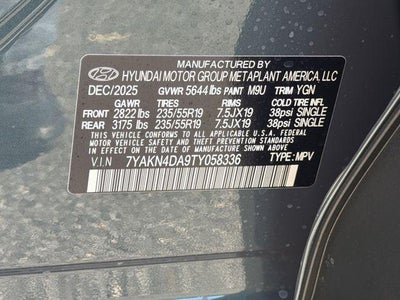 MANUFACTURED BY
HYUNDAI MOTOR GROUP METAPLANT AMERICA, LLC
DEC/2025 GVWR 5644 lbs PAINT M9U TRIM YGN
GAWR TIRES RIMS COLD TIRE INFL
FRONT 2822 lbs 235/55R19 7.5JX19 38psi SINGLE
REAR 3175 lbs 235/55R19 7.5JX19 38psi SINGLE
THIS VEHICLE CONFORMS TO ALL APPLICABLE U.S.A. FEDERAL
MOTOR VEHICLE SAFETY, BUMPER, AND THEFT PREVENTION STANDARDS
IN EFFECT ON THE DATE OF MANUFACTURE SHOWN ABOVE.
V.I.N 7YAKN4DA9TY058336 TYPE: MPV